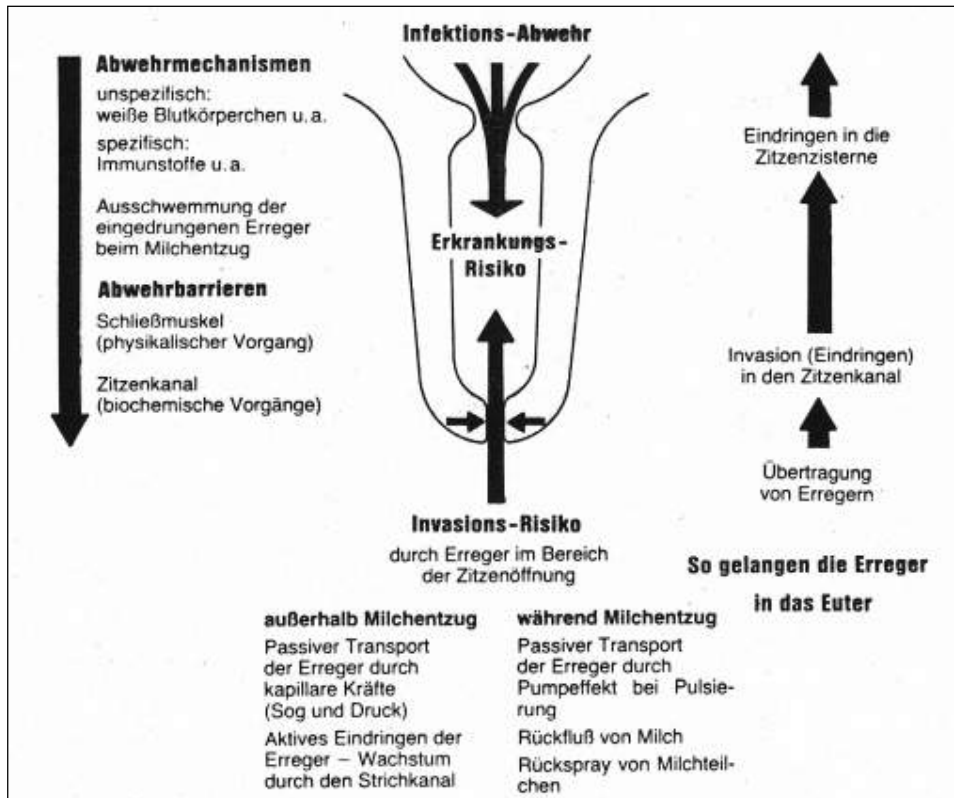 Infektions-Abwehr
Abwehrmechanismen
unspezifisch:
weiße Blutkörperchen u. a.
spezifisch:
Immunstoffe u. a.
Ausschwemmung der
eingedrungenen Erreger
beim Milchentzug
Abwehrbarrieren
Schließmuskel
(physikalischer Vorgang)
Zitzenkanal
(biochemische Vorgänge)
Erkrankungs-
Risiko
Eindringen in die
Zitzenzisterne
Invasion (Eindringen)
in den Zitzenkanal
Übertragung
von Erregern
So gelangen die Erreger
in das Euter
Invasions-Risiko
durch Erreger im Bereich
der Zitzenöffnung
außerhalb Milchentzug
Passiver Transport
der Erreger durch
kapillare Kräfte
(Sog und Druck)
Aktives Eindringen der
Erreger – Wachstum
durch den Strichkanal
während Milchentzug
Passiver Transport
der Erreger durch
Pumpeffekt bei Pulsie-
rung
Rückfluß von Milch
Rückspray von Milchteil-
chen